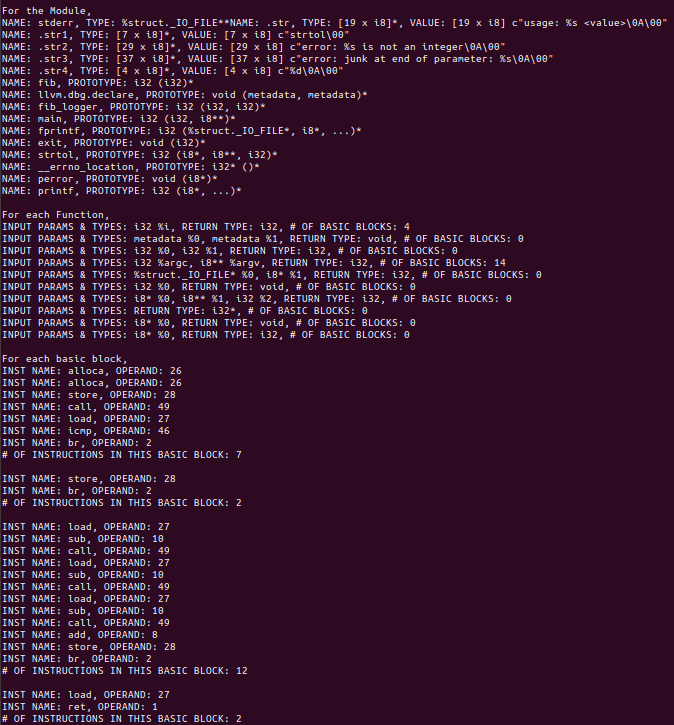 For the Module,
NAME: stderr, TYPE: %struct._IO_FILE**NAME: .str, TYPE: [19 x i8]*, VALUE: [19 x i8] c"usage: %s <value>\0A\00"
NAME: .str1, TYPE: [7 x i8]*, VALUE: [7 x i8] c"strtol\00"
NAME: .str2, TYPE: [29 x i8]*, VALUE: [29 x i8] c"error: %s is not an integer\0A\00"
NAME: .str3, TYPE: [37 x i8]*, VALUE: [37 x i8] c"error: junk at end of parameter: %s\0A\00"
NAME: .str4, TYPE: [4 x i8]*, VALUE: [4 x i8] c"%d\0A\00"
NAME: fib, PROTOTYPE: i32 (i32)*
NAME: llvm.dbg.declare, PROTOTYPE: void (metadata, metadata)*
NAME: fib_logger, PROTOTYPE: i32 (i32, i32)*
NAME: main, PROTOTYPE: i32 (i32, i8**)*
NAME: fprintf, PROTOTYPE: i32 (%struct._IO_FILE*, i8*, ...)*
NAME: exit, PROTOTYPE: void (i32)*
NAME: strtol, PROTOTYPE: i32 (i8*, i8**, i32)*
NAME: __errno_location, PROTOTYPE: i32* ()*
NAME: perror, PROTOTYPE: void (i8*)*
NAME: printf, PROTOTYPE: i32 (i8*, ...)*
For each Function,
INPUT PARAMS & TYPES: i32 %i, RETURN TYPE: i32, # OF BASIC BLOCKS: 4
INPUT PARAMS & TYPES: metadata %0, metadata %1, RETURN TYPE: void, # OF BASIC BLOCKS: 0
INPUT PARAMS & TYPES: i32 %0, i32 %1, RETURN TYPE: i32, # OF BASIC BLOCKS: 0
INPUT PARAMS & TYPES: i32 %argc, i8** %argv, RETURN TYPE: i32, # OF BASIC BLOCKS: 14
INPUT PARAMS & TYPES: %struct._IO_FILE* %0, i8* %1, RETURN TYPE: i32, # OF BASIC BLOCKS: 0
INPUT PARAMS & TYPES: i32 %0, RETURN TYPE: void, # OF BASIC BLOCKS: 0
INPUT PARAMS & TYPES: i8* %0, i8** %1, i32 %2, RETURN TYPE: i32, # OF BASIC BLOCKS: 0
INPUT PARAMS & TYPES: RETURN TYPE: i32*, # OF BASIC BLOCKS: 0
INPUT PARAMS & TYPES: i8* %0, RETURN TYPE: void, # OF BASIC BLOCKS: 0
INPUT PARAMS & TYPES: i8* %0, RETURN TYPE: i32, # OF BASIC BLOCKS: 0
For each basic block,
INST NAME: alloca, OPERAND: 26
INST NAME: alloca, OPERAND: 26
INST NAME: store, OPERAND: 28
INST NAME: call, OPERAND: 49
INST NAME: load, OPERAND: 27
INST NAME: icmp, OPERAND: 46
INST NAME: br, OPERAND: 2
# OF INSTRUCTIONS IN THIS BASIC BLOCK: 7
INST NAME: store, OPERAND: 28
INST NAME: br, OPERAND: 2
# OF INSTRUCTIONS IN THIS BASIC BLOCK: 2
INST NAME: load, OPERAND: 27
INST NAME: sub, OPERAND: 10
INST NAME: call, OPERAND: 49
INST NAME: load, OPERAND: 27
INST NAME: sub, OPERAND: 10
INST NAME: call, OPERAND: 49
INST NAME: load, OPERAND: 27
INST NAME: sub, OPERAND: 10
INST NAME: call, OPERAND: 49
INST NAME: add, OPERAND: 8
INST NAME: store, OPERAND: 28
INST NAME: br, OPERAND: 2
# OF INSTRUCTIONS IN THIS BASIC BLOCK: 12
INST NAME: load, OPERAND: 27
INST NAME: ret, OPERAND: 1
# OF INSTRUCTIONS IN THIS BASIC BLOCK: 2